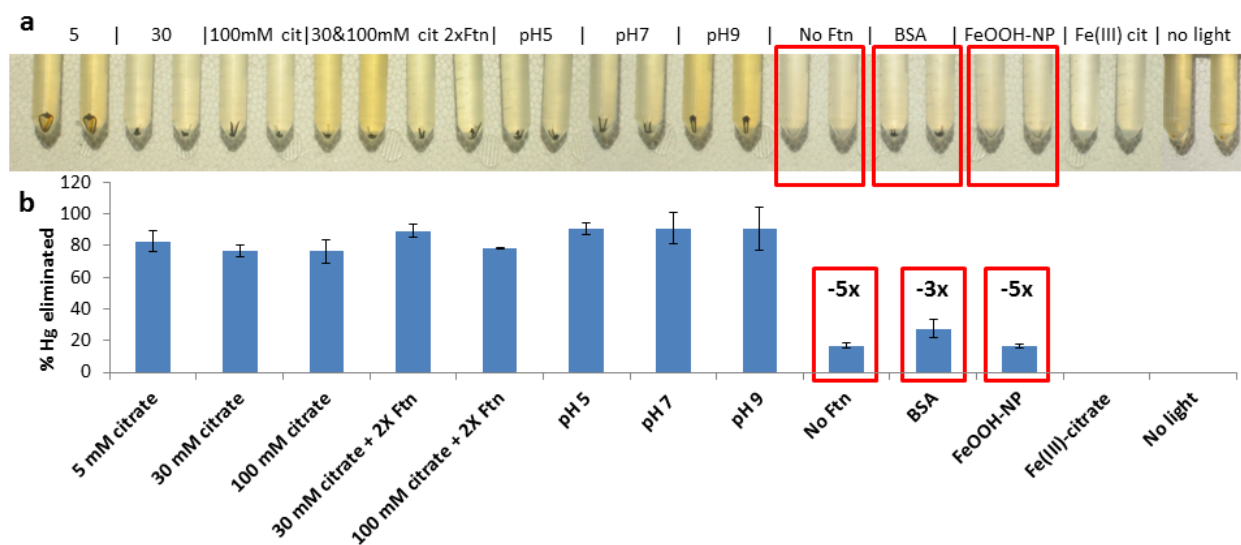 a
5 | 30 |100mM cit|30&100mM cit 2xFtn| pH5 | pH7 | pH9 | No Ftn | BSA |FeOOH-NP| Fe(III) cit | no light
b
% Hg eliminated
120
100
80
60
40
20
0
-5x -3x -5x
5 mM citrate
30 mM citrate
100 mM citrate
30 mM citrate + 2X Ftn
100 mM citrate + 2X Ftn
pH 5
pH 7
pH 9
No Ftn
BSA
FeOOH-NP
Fe(III)-citrate
No light